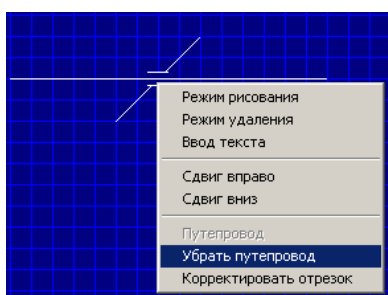 Режим рисования
Режим удаления
Ввод текста
Сдвиг вправо
Сдвиг вниз
Путепровод
Убрать путепровод
Корректировать отрезок